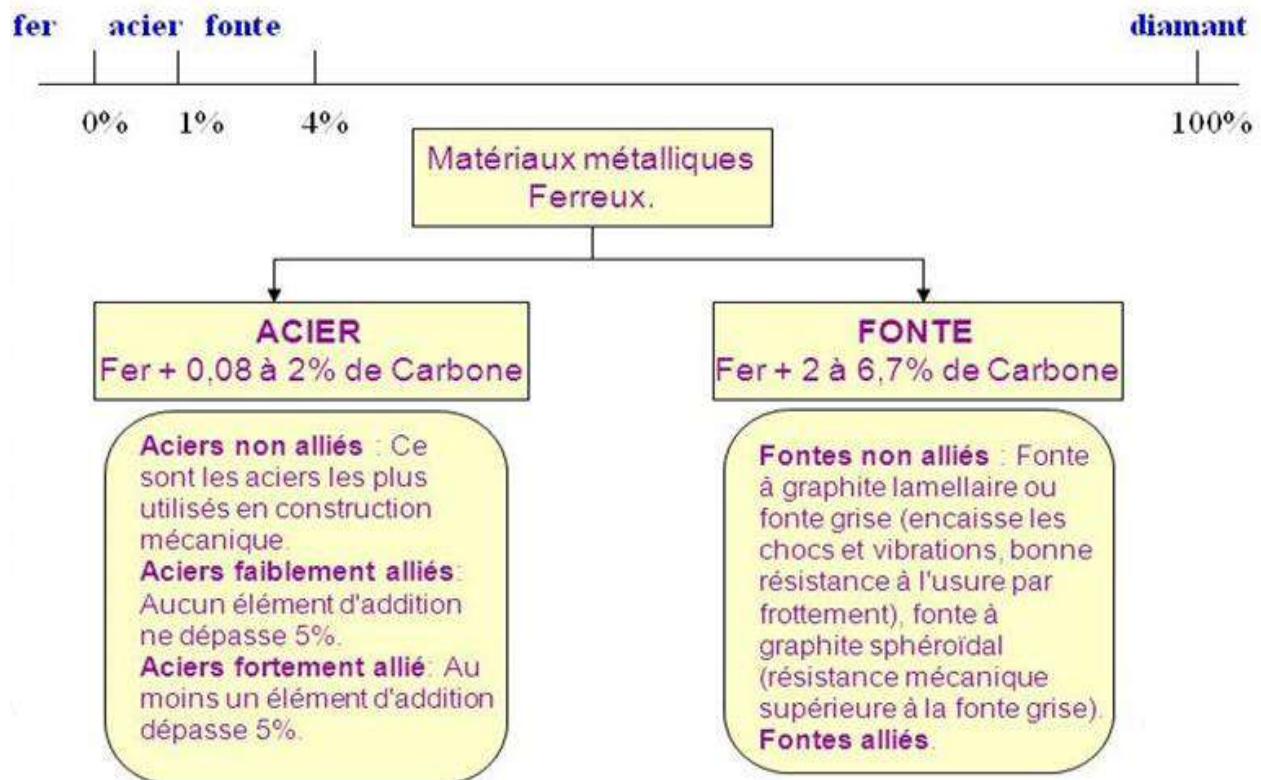 fer acier fonte diamant
0% 1% 4% 100%
Matériaux métalliques
Ferreux.
ACIER
Fer + 0,08 à 2% de Carbone
Aciers non alliés : Ce
sont les aciers les plus
utilisés en construction
mécanique.
Aciers faiblement alliés:
Aucun élément d'addition
ne dépasse 5%.
Aciers fortement allié: Au
moins un élément d'addition
dépasse 5%.
FONTE
Fer + 2 à 6,7% de Carbone
Fontes non alliés : Fonte
à graphite lamellaire ou
fonte grise (encaisse les
chocs et vibrations, bonne
résistance à l'usure par
frottement), fonte à
graphite sphéroïdal
(résistance mécanique
supérieure à la fonte grise).
Fontes alliés.